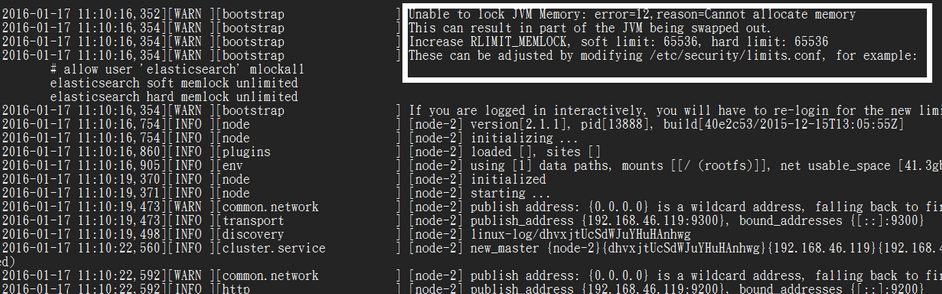 2016-01-17 11:10:16,352][WARN ][bootstrap ] Unable to lock JVM Memory: error=12,reason=Cannot allocate memory
2016-01-17 11:10:16,354][WARN ][bootstrap ] This can result in part of the JVM being swapped out.
2016-01-17 11:10:16,354][WARN ][bootstrap ] Increase RLIMIT_MEMLOCK, soft limit: 65536, hard limit: 65536
2016-01-17 11:10:16,354][WARN ][bootstrap ] These can be adjusted by modifying /etc/security/limits.conf, for example:
# allow user 'elasticsearch' mlockall
elasticsearch soft memlock unlimited
elasticsearch hard memlock unlimited
2016-01-17 11:10:16,354][WARN ][bootstrap ] If you are logged in interactively, you will have to re-login for the new limi
2016-01-17 11:10:16,754][INFO ][node ] [node-2] version[2.1.1], pid[13888], build[40e2c53/2015-12-15T13:05:55Z]
2016-01-17 11:10:16,754][INFO ][node ] [node-2] initializing ...
2016-01-17 11:10:16,860][INFO ][plugins ] [node-2] loaded [], sites []
2016-01-17 11:10:16,905][INFO ][env ] [node-2] using [1] data paths, mounts [[/ (rootfs)]], net usable_space [41.3gb
2016-01-17 11:10:19,370][INFO ][node ] [node-2] initialized
2016-01-17 11:10:19,371][INFO ][node ] [node-2] starting ...
2016-01-17 11:10:19,473][WARN ][common.network ] [node-2] publish address: {0.0.0.0} is a wildcard address, falling back to fir
2016-01-17 11:10:19,473][INFO ][transport ] [node-2] publish_address {192.168.46.119:9300}, bound_addresses {[::]:9300}
2016-01-17 11:10:19,498][INFO ][discovery ] [node-2] linux-log/dhvxjtUcSdWJuYHuHAnhwg
2016-01-17 11:10:22,560][INFO ][cluster.service ] [node-2] new_master {node-2}{dhvxjtUcSdWJuYHuHAnhwg}{192.168.46.119}{192.168.4
ed)
2016-01-17 11:10:22,592][WARN ][common.network ] [node-2] publish address: {0.0.0.0} is a wildcard address, falling back to fir
2016-01-17 11:10:22,592][INFO ][http ] [node-2] publish_address {192.168.46.119:9200}, bound_addresses {[::]:9200}